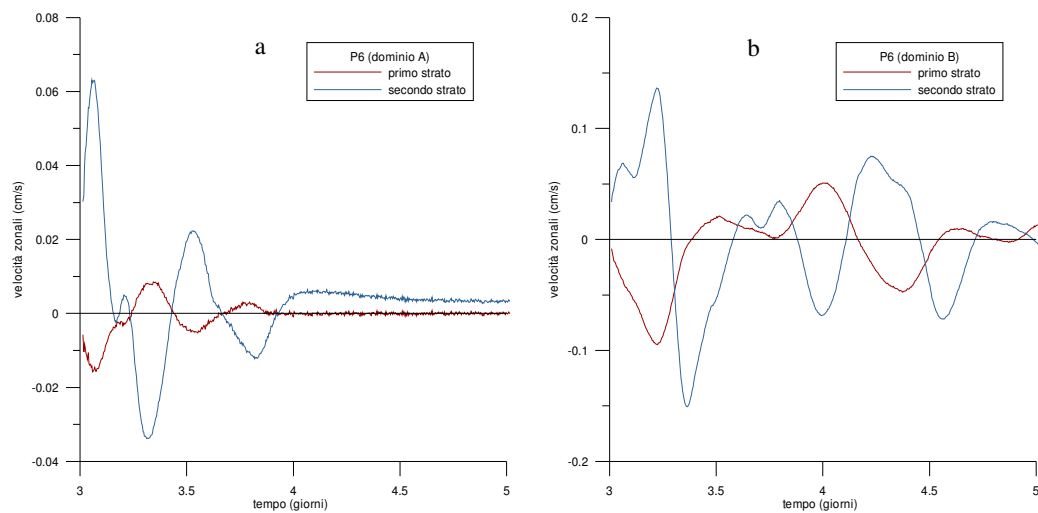 a
P6 (dominio A)
primo strato
secondo strato
velocità zonali (cm/s)
0.08
0.06
0.04
0.02
0
-0.02
-0.04
3
3.5
4
4.5
5
tempo (giorni)
b
P6 (dominio B)
primo strato
secondo strato
velocità zonali (cm/s)
0.2
0.1
0
-0.1
-0.2
3
3.5
4
4.5
5
tempo (giorni)